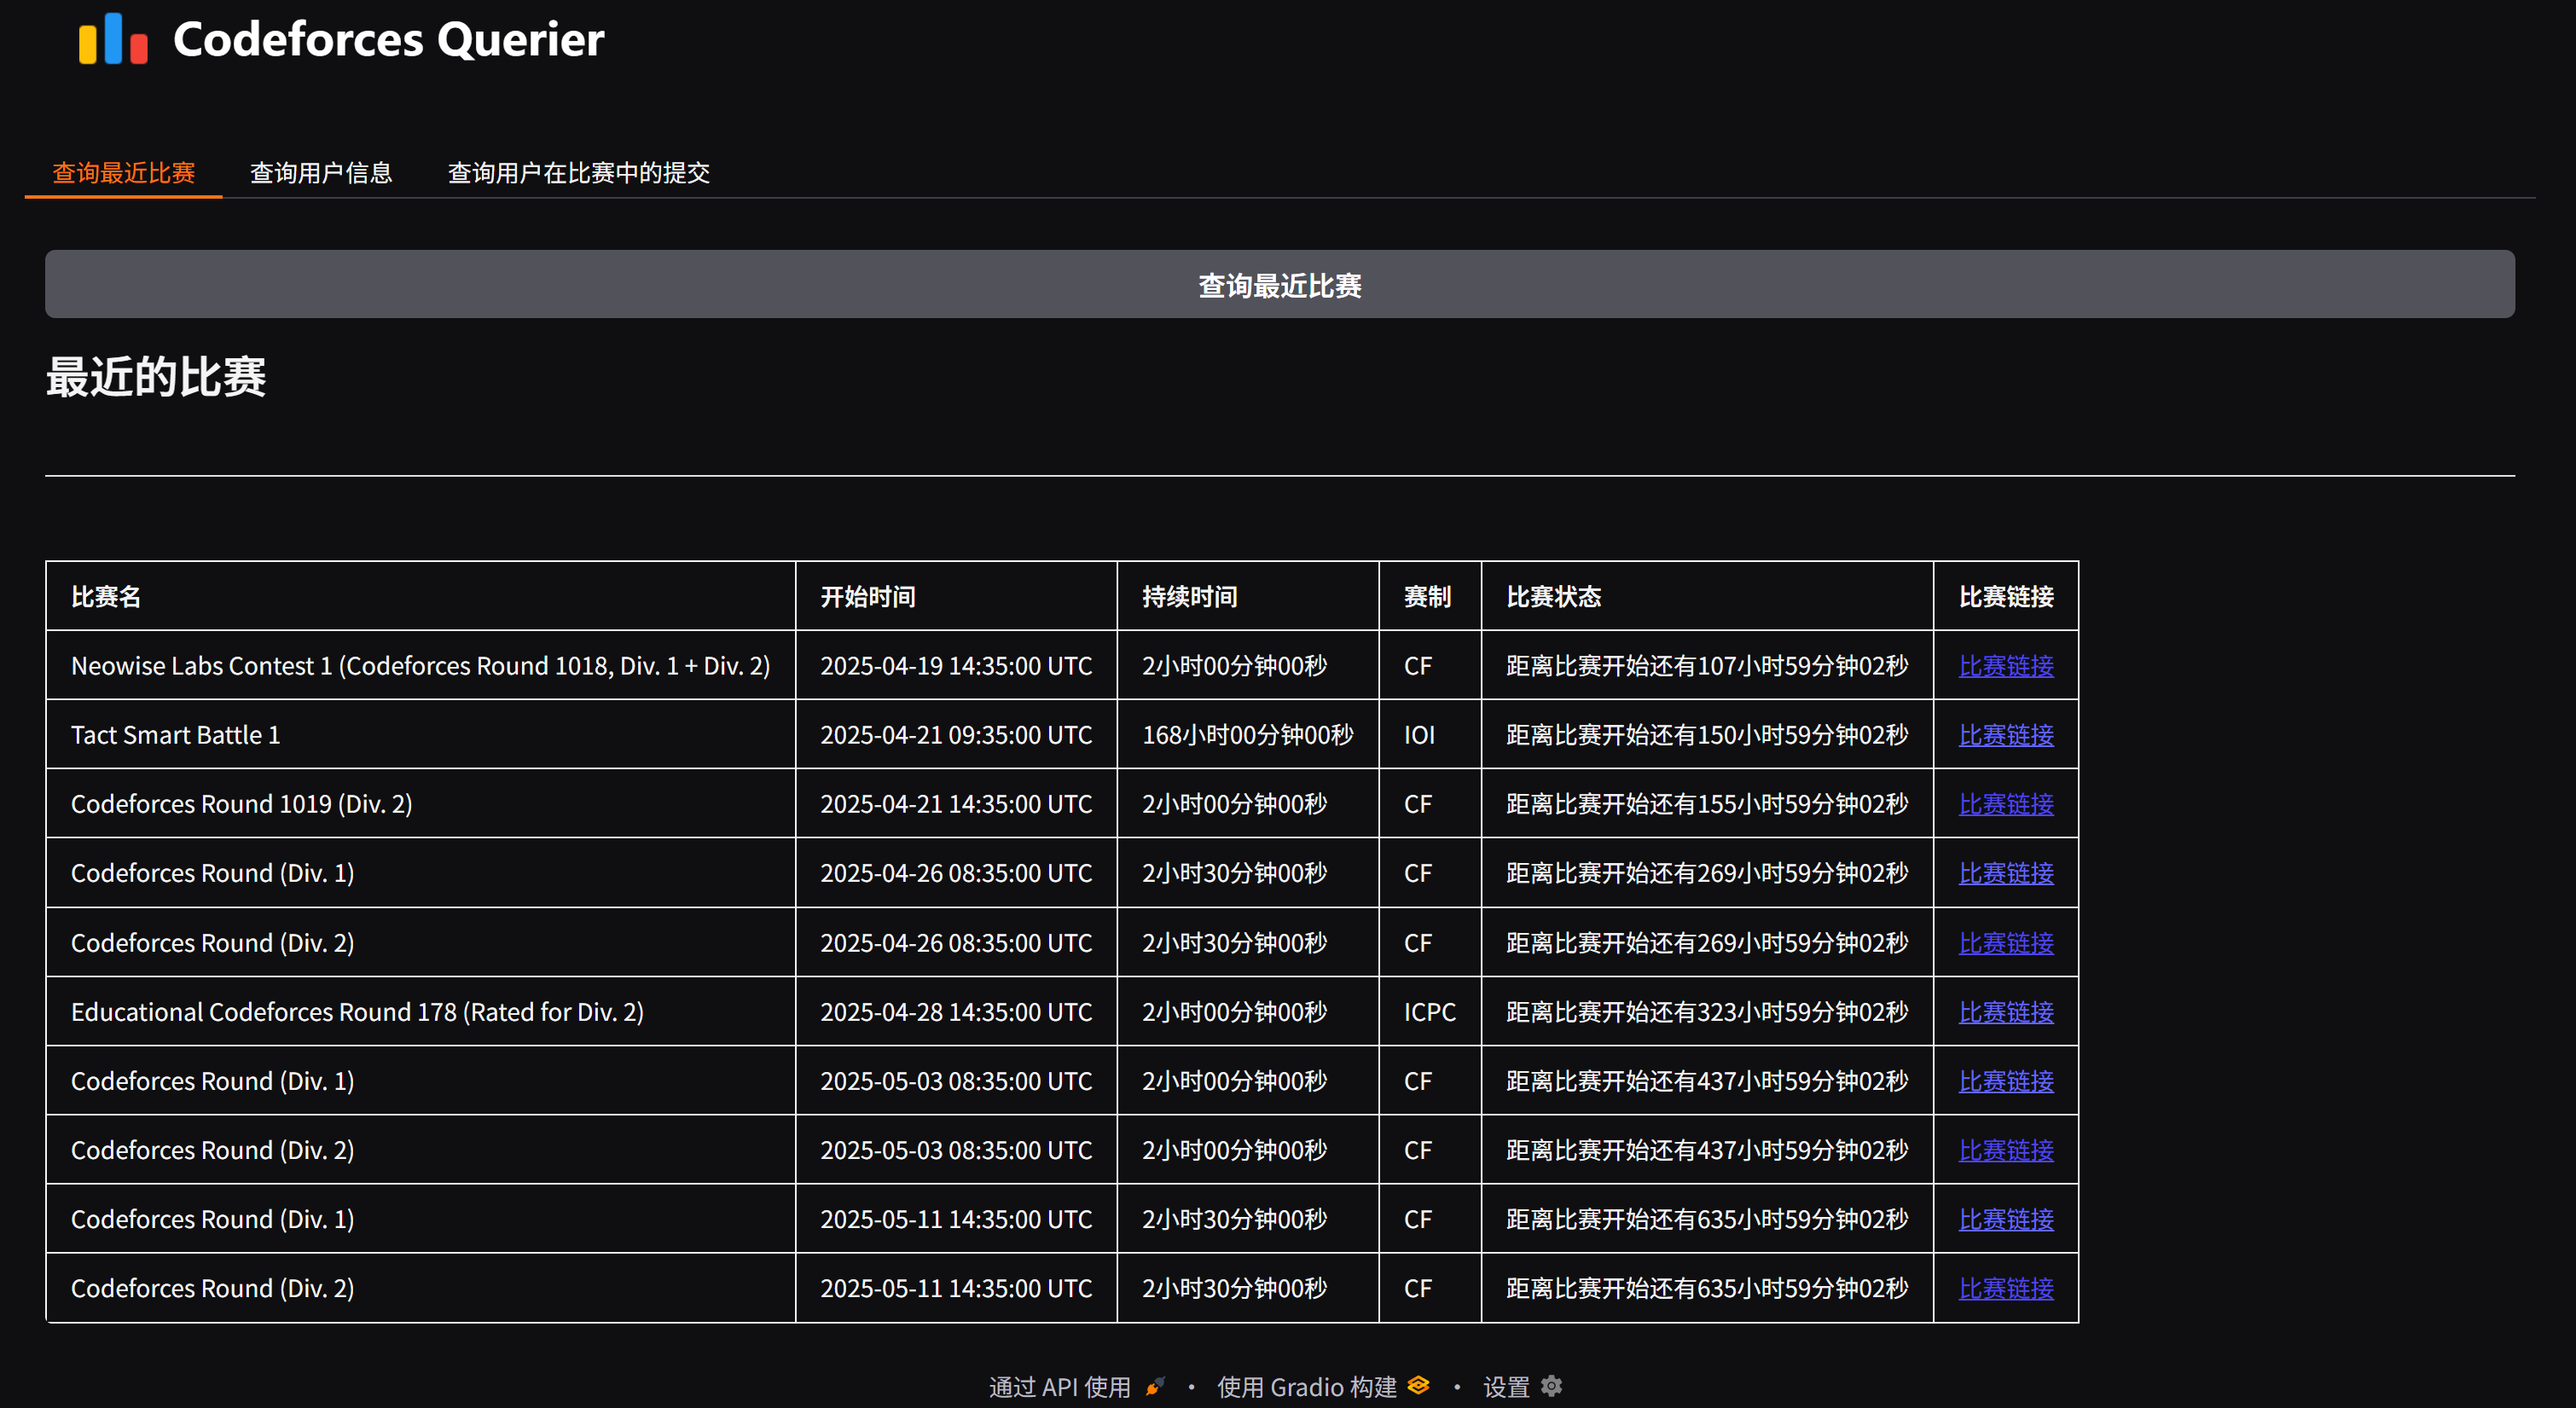 Codeforces Querier
查询最近比赛 查询用户信息 查询用户在比赛中的提交
查询最近比赛
最近的比赛
比赛名 开始时间 持续时间 赛制 比赛状态 比赛链接
Neowise Labs Contest 1 (Codeforces Round 1018, Div. 1 + Div. 2) 2025-04-19 14:35:00 UTC 2小时00分钟00秒 CF 距离比赛开始还有107小时59分钟02秒 比赛链接
Tact Smart Battle 1 2025-04-21 09:35:00 UTC 168小时00分钟00秒 IOI 距离比赛开始还有150小时59分钟02秒 比赛链接
Codeforces Round 1019 (Div. 2) 2025-04-21 14:35:00 UTC 2小时00分钟00秒 CF 距离比赛开始还有155小时59分钟02秒 比赛链接
Codeforces Round (Div. 1) 2025-04-26 08:35:00 UTC 2小时30分钟00秒 CF 距离比赛开始还有269小时59分钟02秒 比赛链接
Codeforces Round (Div. 2) 2025-04-26 08:35:00 UTC 2小时30分钟00秒 CF 距离比赛开始还有269小时59分钟02秒 比赛链接
Educational Codeforces Round 178 (Rated for Div. 2) 2025-04-28 14:35:00 UTC 2小时00分钟00秒 ICPC 距离比赛开始还有323小时59分钟02秒 比赛链接
Codeforces Round (Div. 1) 2025-05-03 08:35:00 UTC 2小时00分钟00秒 CF 距离比赛开始还有437小时59分钟02秒 比赛链接
Codeforces Round (Div. 2) 2025-05-03 08:35:00 UTC 2小时00分钟00秒 CF 距离比赛开始还有437小时59分钟02秒 比赛链接
Codeforces Round (Div. 1) 2025-05-11 14:35:00 UTC 2小时30分钟00秒 CF 距离比赛开始还有635小时59分钟02秒 比赛链接
Codeforces Round (Div. 2) 2025-05-11 14:35:00 UTC 2小时30分钟00秒 CF 距离比赛开始还有635小时59分钟02秒 比赛链接
通过 API 使用 · 使用 Gradio 构建 · 设置